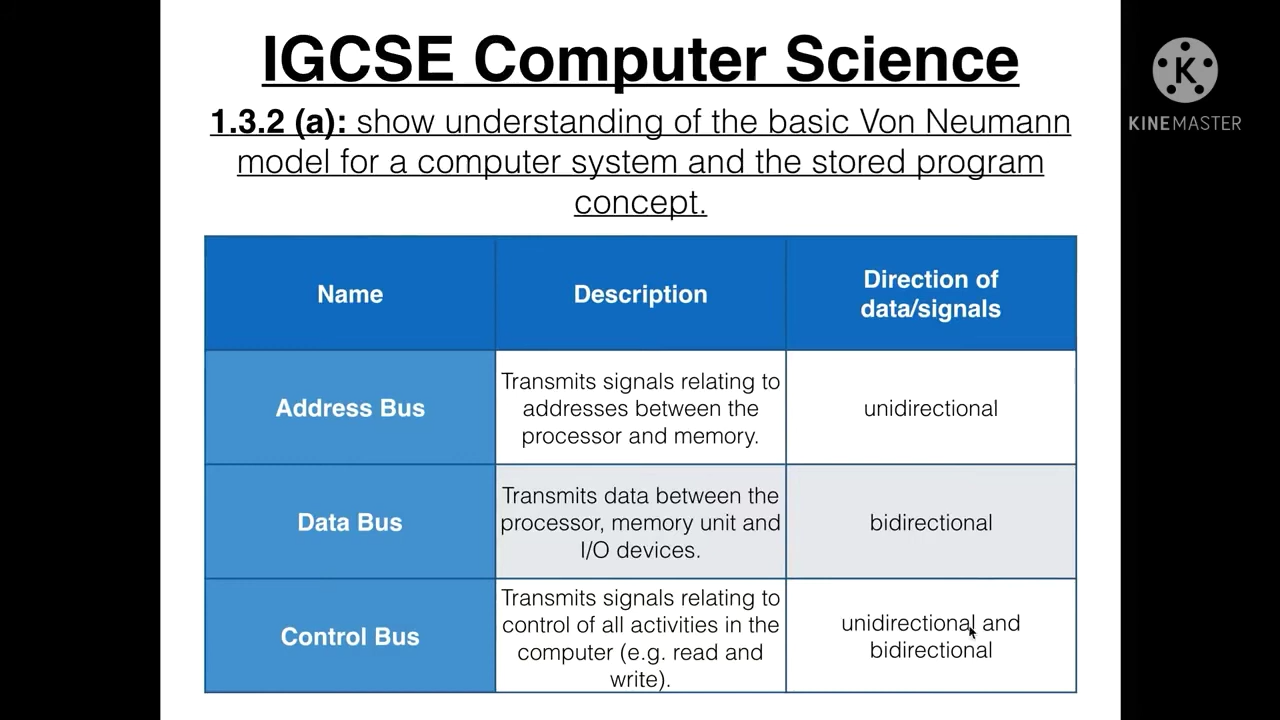 IGCSE Computer Science
1.3.2 (a): show understanding of the basic Von Neumann
model for a computer system and the stored program
concept.
K
KINEMASTER
Name
Description
Direction of
data/signals
Address Bus
Transmits signals relating to
addresses between the
processor and memory.
unidirectional
Data Bus
Transmits data between the
processor, memory unit and
I/O devices.
bidirectional
Control Bus
Transmits signals relating to
control of all activities in the
computer (e.g. read and
write).
unidirectional and
bidirectional